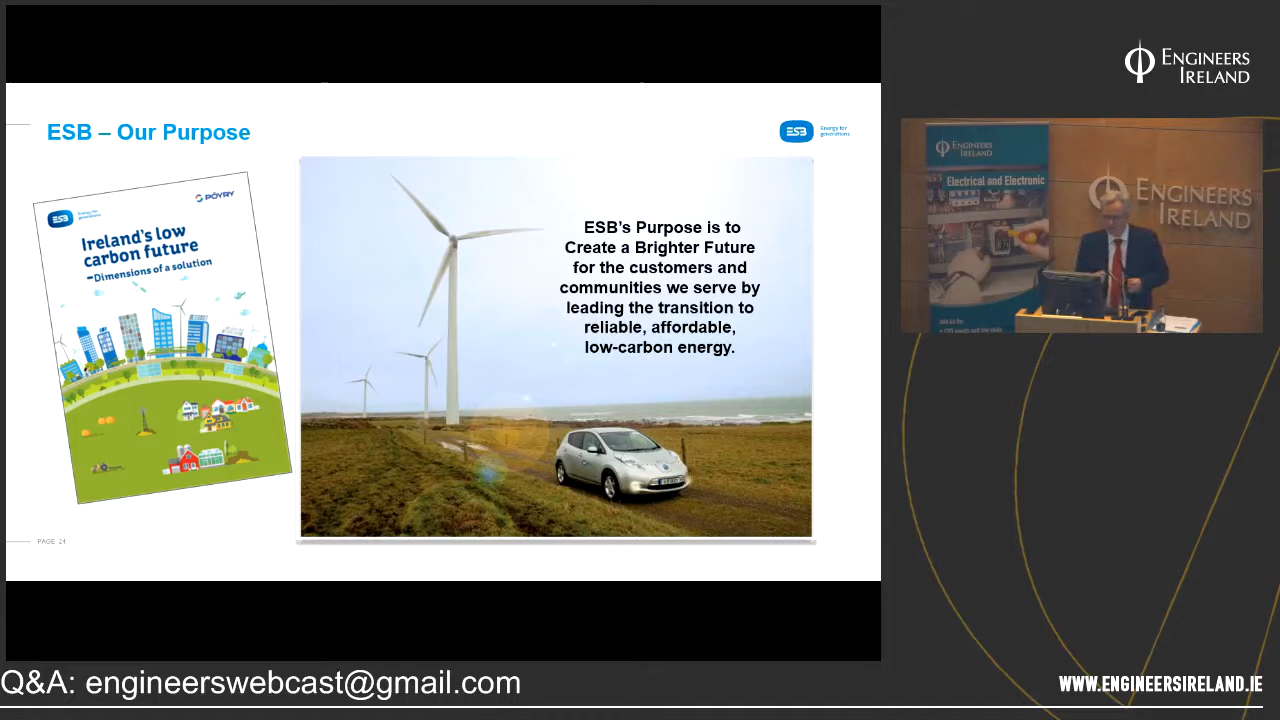 ESB – Our Purpose
ESB
Energy for
generations
ESB
Energy for
generations
PÖYRY
Ireland's low
carbon future
–Dimensions of a solution
ESB's Purpose is to
Create a Brighter Future
for the customers and
communities we serve by
leading the transition to
reliable, affordable,
low-carbon energy.
PAGE 24
ENGINEERS
IRELAND
ENGINEERS
IRELAND
Electrical and Electronic
ENGINEERS
IRELAND
Q&A: engineerswebcast@gmail.com
WWW.ENGINEERSIRELAND.IE